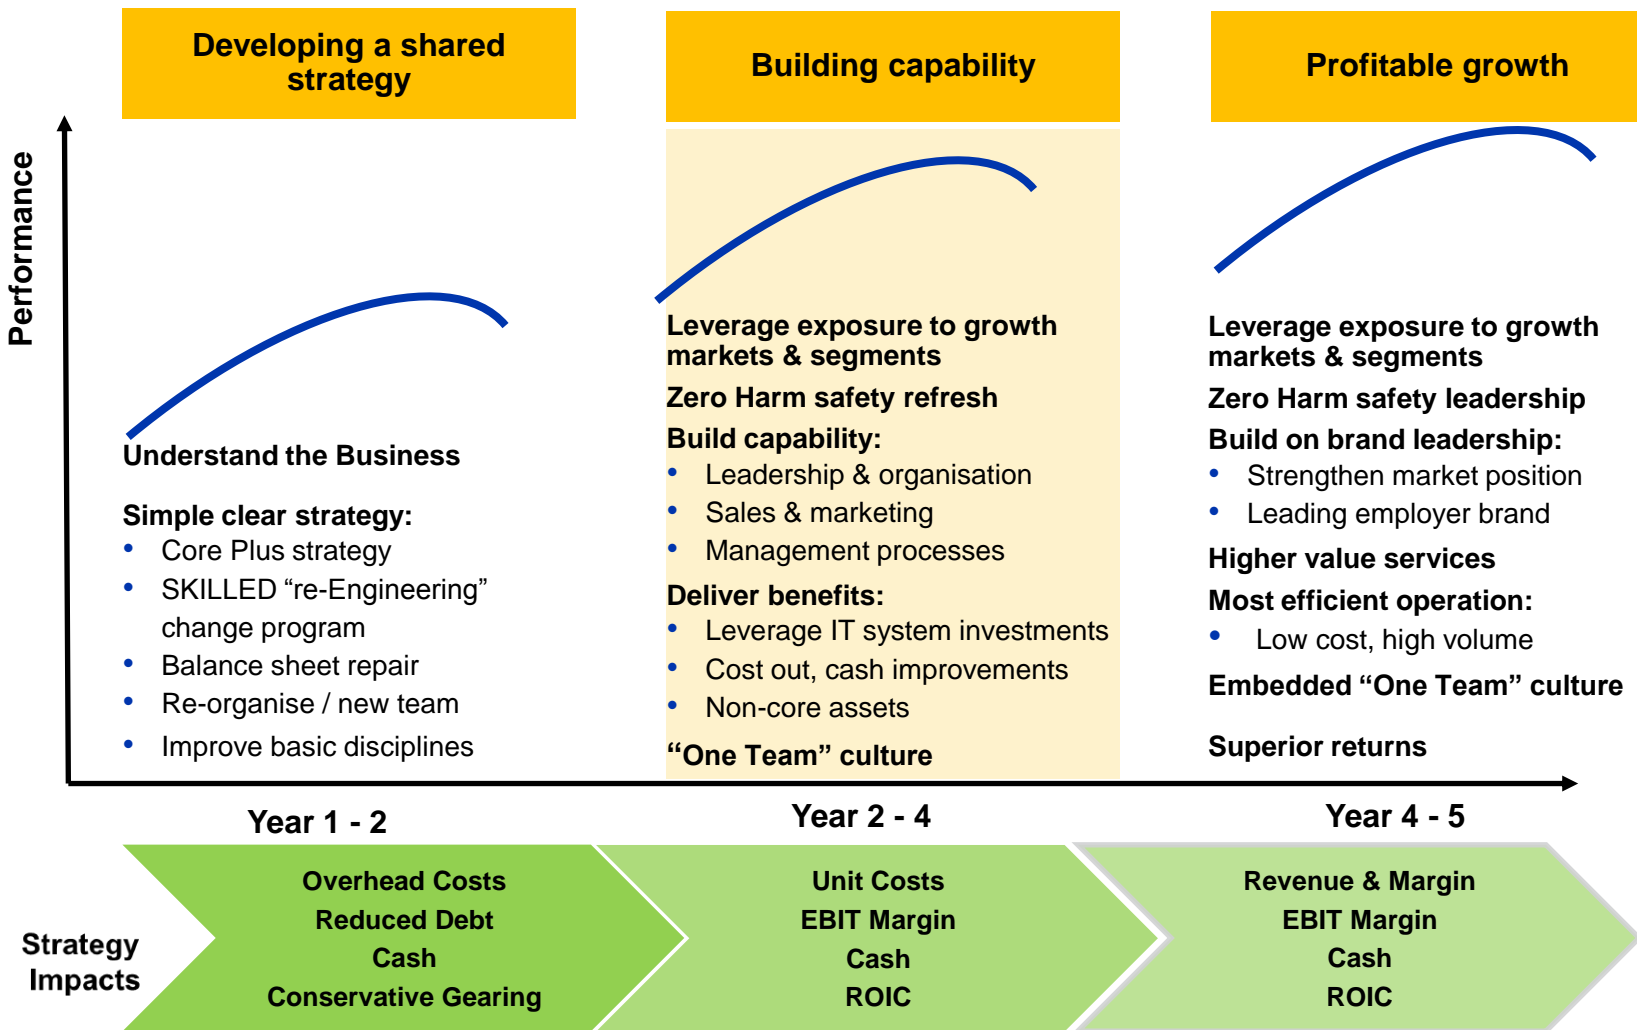 Developing a shared
strategy
Building capability
Profitable growth
Performance
Understand the Business
Simple clear strategy:
• Core Plus strategy
• SKILLED “re-Engineering”
change program
• Balance sheet repair
• Re-organise / new team
• Improve basic disciplines
Leverage exposure to growth
markets & segments
Zero Harm safety refresh
Build capability:
• Leadership & organisation
• Sales & marketing
• Management processes
Deliver benefits:
• Leverage IT system investments
• Cost out, cash improvements
• Non-core assets
“One Team” culture
Leverage exposure to growth
markets & segments
Zero Harm safety leadership
Build on brand leadership:
• Strengthen market position
• Leading employer brand
Higher value services
Most efficient operation:
• Low cost, high volume
Embedded “One Team” culture
Superior returns
Year 1 - 2
Year 2 - 4
Year 4 - 5
Strategy
Impacts
Overhead Costs
Reduced Debt
Cash
Conservative Gearing
Unit Costs
EBIT Margin
Cash
ROIC
Revenue & Margin
EBIT Margin
Cash
ROIC